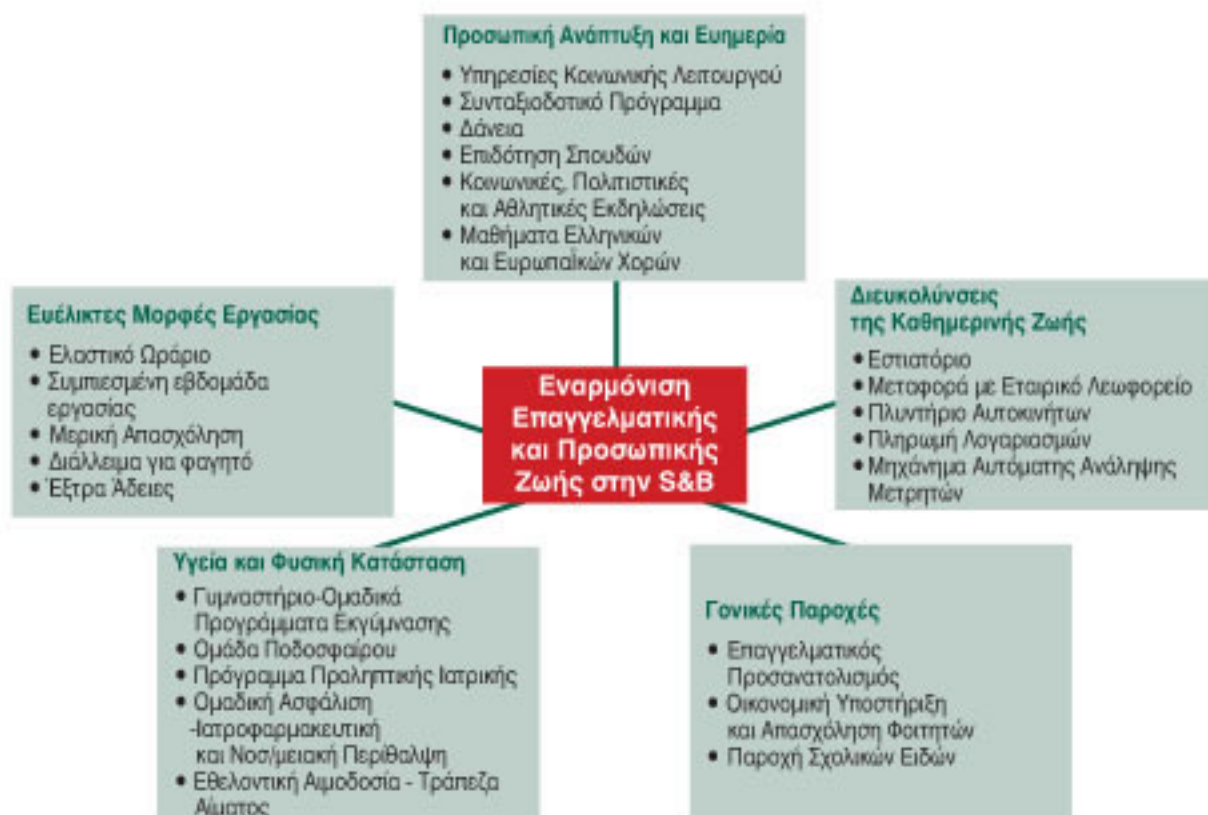 Προσωπική Ανάπτυξη και Ευημερία
• Υπηρεσίες Κοινωνικής Λειτουργού
• Συνταξιοδοτικό Πρόγραμμα
• Δάνεια
• Επιδότηση Σπουδών
• Κοινωνικές, Πολιτιστικές
και Αθλητικές Εκδηλώσεις
• Μαθήματα Ελληνικών
και Ευρωπαϊκών Χορών
Ευέλικτες Μορφές Εργασίας
• Ελαστικό Ωράριο
• Συμπιεσμένη εβδομάδα
εργασίας
• Μερική Απασχόληση
• Διάλλειμα για φαγητό
• Έξτρα Άδειες
Εναρμόνιση
Επαγγελματικής
και Προσωπικής
Ζωής στην S&B
Διευκολύνσεις
της Καθημερινής Ζωής
• Εστιατόριο
• Μεταφορά με Εταιρικό Λεωφορείο
• Πλυντήριο Αυτοκινήτων
• Πληρωμή Λογαριασμών
• Μηχάνημα Αυτόματης Ανάληψης
Μετρητών
Υγεία και Φυσική Κατάσταση
• Γυμναστήριο-Ομαδικά
Προγράμματα Εκγύμνασης
• Ομάδα Ποδοσφαίρου
• Πρόγραμμα Προληπτικής Ιατρικής
• Ομαδική Ασφάλιση
-Ιατροφαρμακευτική
και Νοσ/μειακή Περίθαλψη
• Εθελοντική Αιμοδοσία - Τράπεζα
Αίματος
Γονικές Παροχές
• Επαγγελματικός
Προσανατολισμός
• Οικονομική Υποστήριξη
και Απασχόληση Φοιτητών
• Παροχή Σχολικών Ειδών